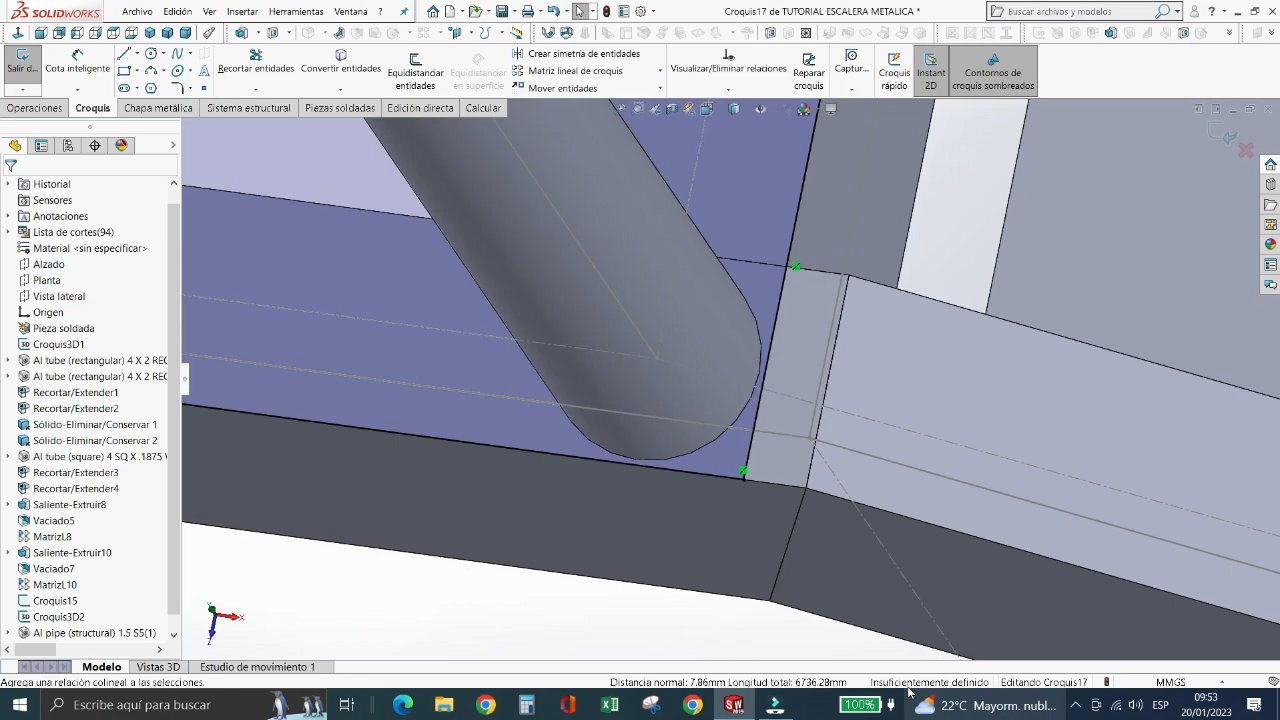 SOLIDWORKS
Archivo Edición Ver Insertar Herramientas Ventana
Croquis17 de TUTORIAL ESCALERA METALICA *
Buscar archivos y modelos
Salir d...
Cota inteligente
Recortar entidades
Convertir entidades
Equidistanciar entidades
Equidistanciar en superficie
Crear simetría de entidades
Matriz lineal de croquis
Mover entidades
Visualizar/Eliminar relaciones
Reparar croquis
Captur...
Croquis rápido
Instant 2D
Contornos de croquis sombreados
Operaciones Croquis Chapa metálica Sistema estructural Piezas soldadas Edición directa Calcular
Historial
Sensores
Anotaciones
Lista de cortes(94)
Material <sin especificar>
Alzado
Planta
Vista lateral
Origen
Pieza soldada
Croquis3D1
Al tube (rectangular) 4 X 2 REC
Al tube (rectangular) 4 X 2 REC
Recortar/Extender1
Recortar/Extender2
Sólido-Eliminar/Conservar 1
Sólido-Eliminar/Conservar 2
Al tube (square) 4 SQ X .1875 V
Recortar/Extender3
Recortar/Extender4
Saliente-Extruir8
Vaciado5
MatrizL8
Saliente-Extruir10
Vaciado7
MatrizL10
Croquis15
Croquis3D2
Al pipe (structural) 1.5 S5(1)
Y
X
Z
Modelo Vistas 3D Estudio de movimiento 1
Agrega una relación colineal a las selecciones. Distancia normal: 7.86mm Longitud total: 6736.28mm Insuficientemente definido Editando Croquis17 MMGS
Escribe aquí para buscar
SW
2019
100%
22°C Mayorm. nubl...
ESP
09:53
20/01/2023